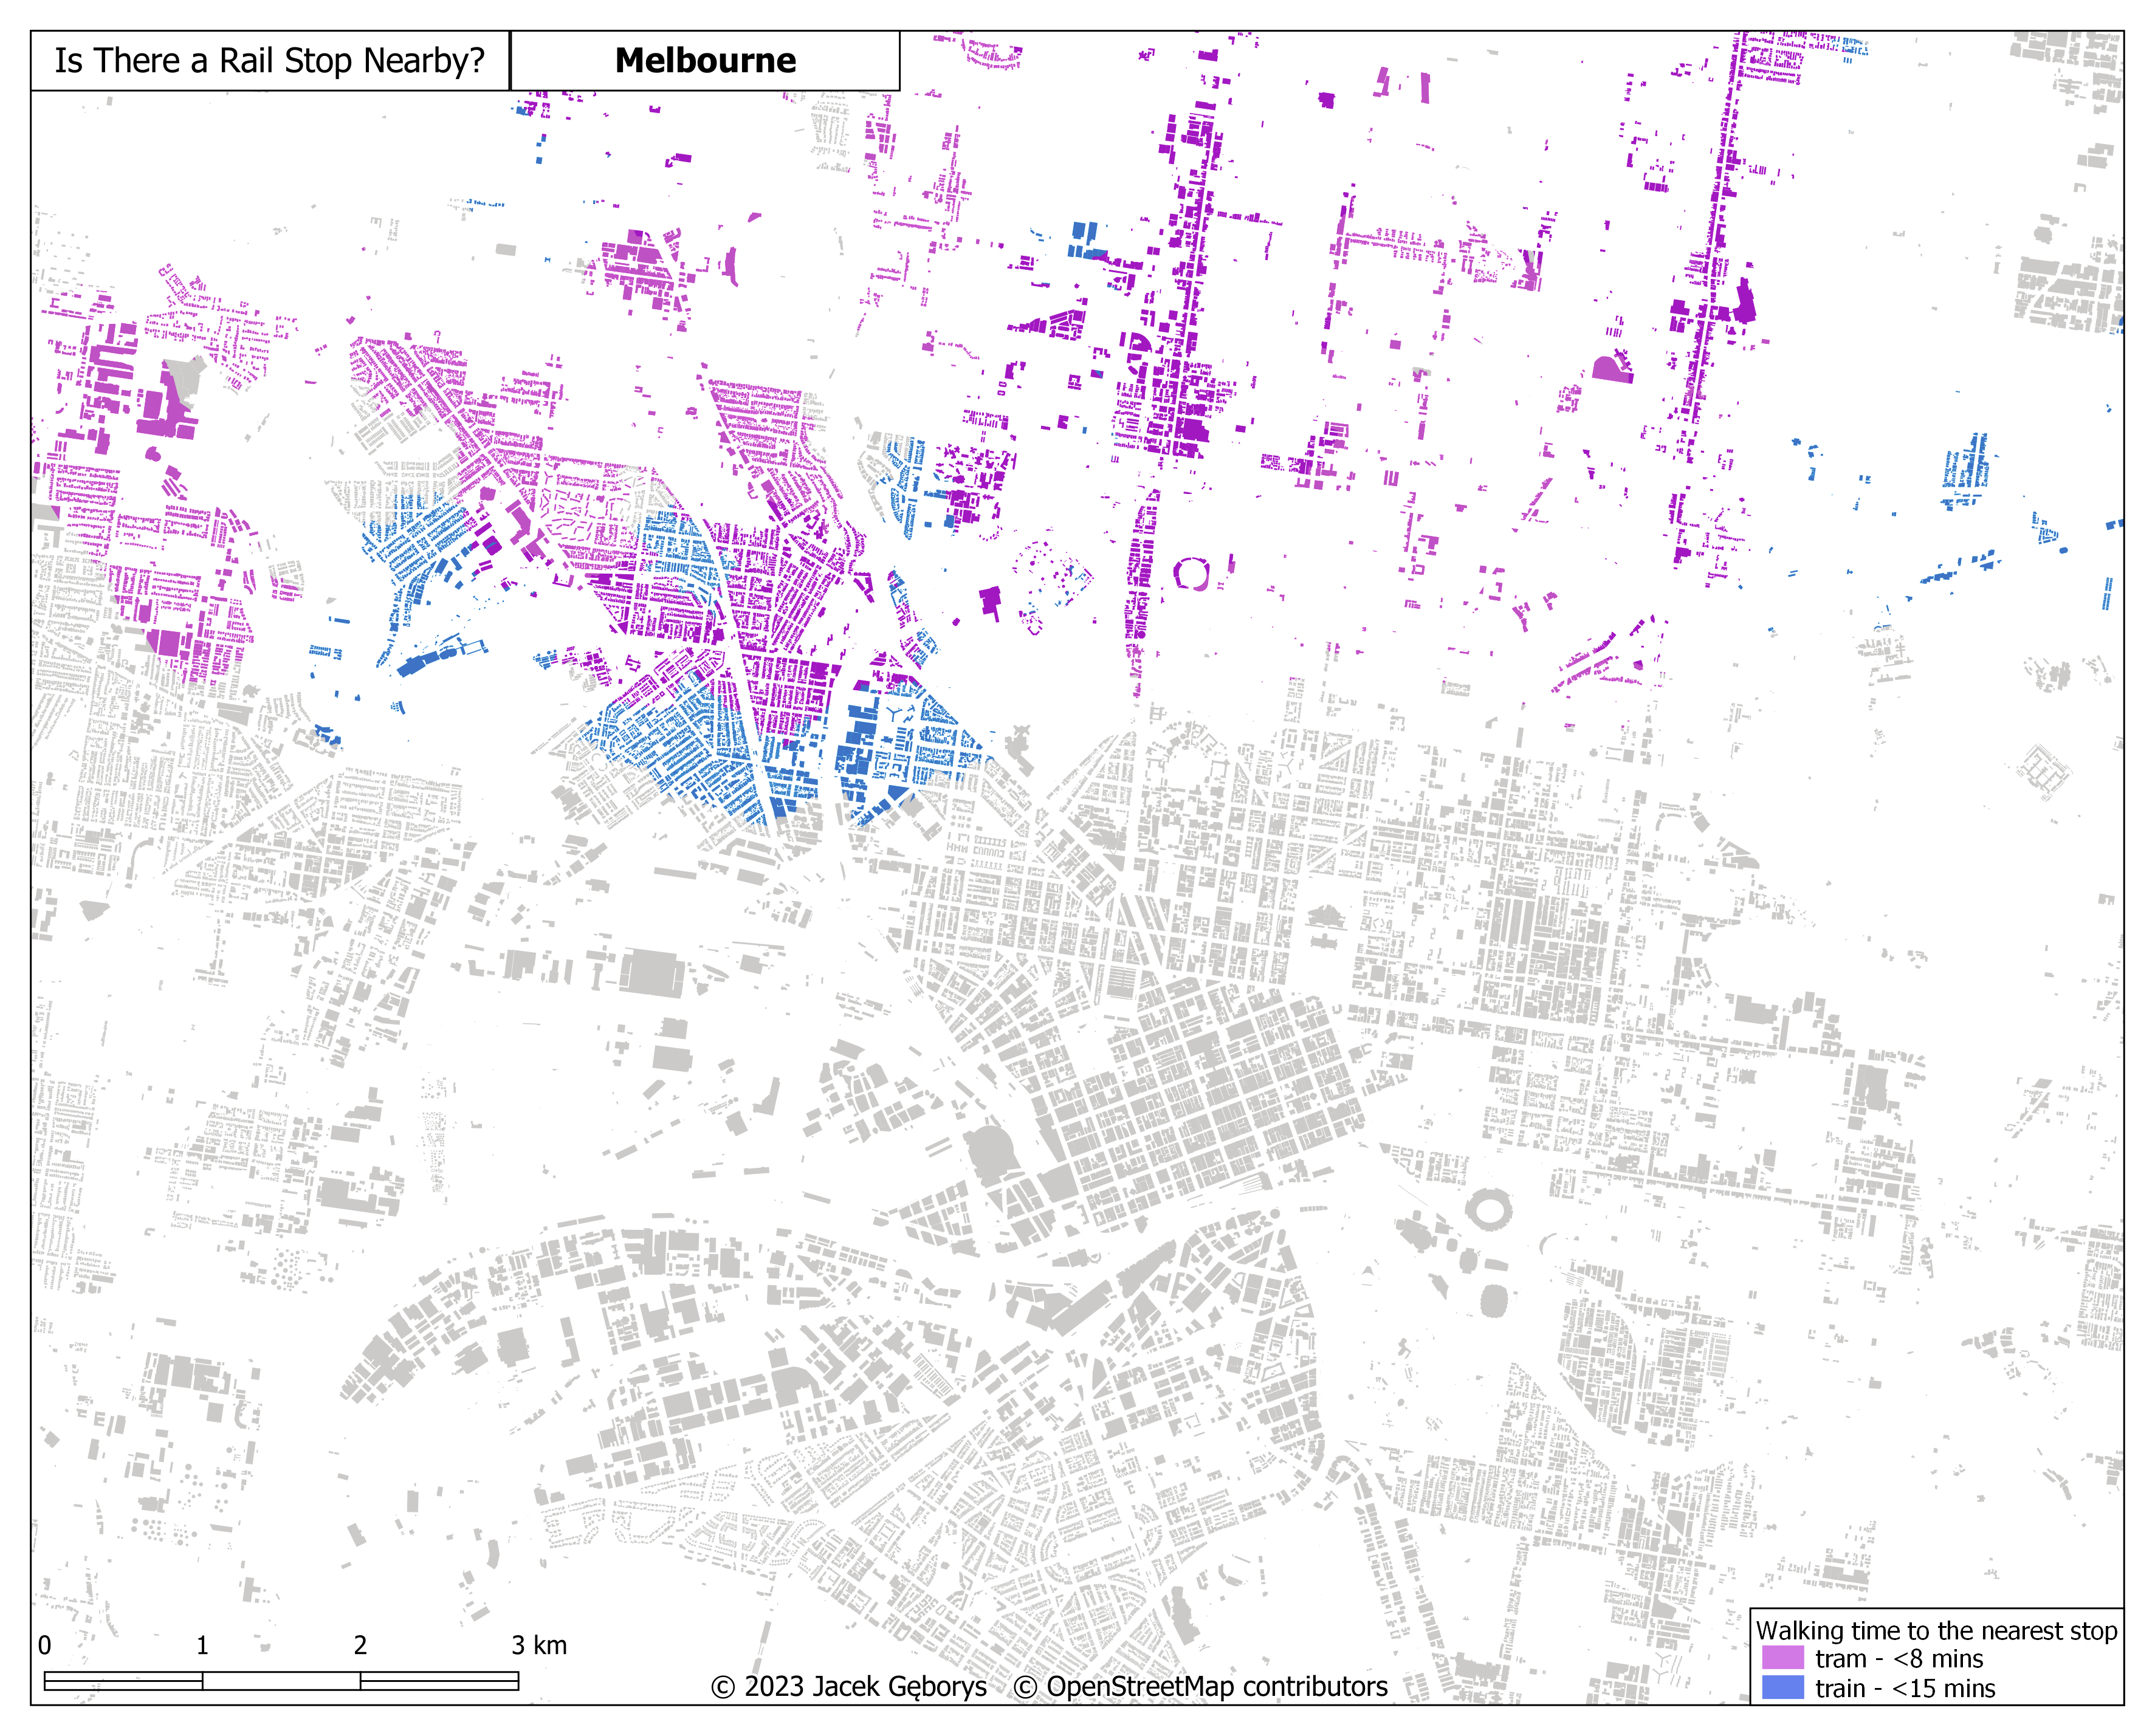 Is There a Rail Stop Nearby?
Melbourne
0 1 2 3 km
© 2023 Jacek Gęborys © OpenStreetMap contributors
Walking time to the nearest stop
tram - <8 mins
train - <15 mins